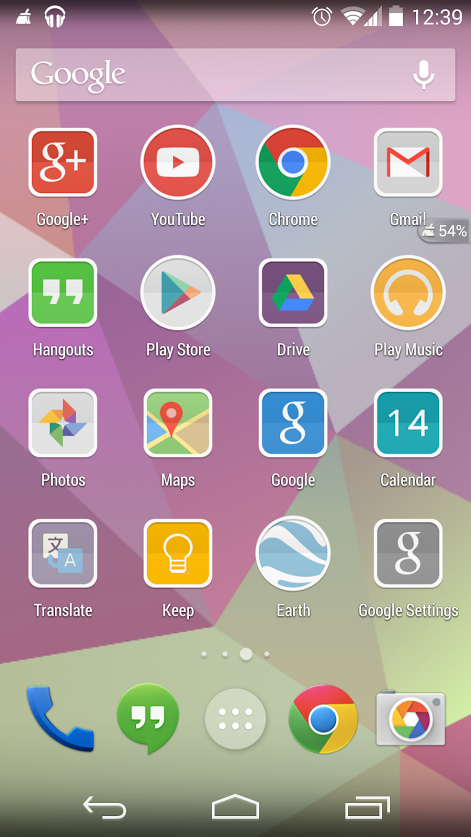 12:39
Google
g+
Google+
YouTube
Chrome
Gmail
54%
Hangouts
Play Store
Drive
Play Music
Photos
Maps
g
Google
14
Calendar
文
A
Translate
Keep
Earth
g
Google Settings